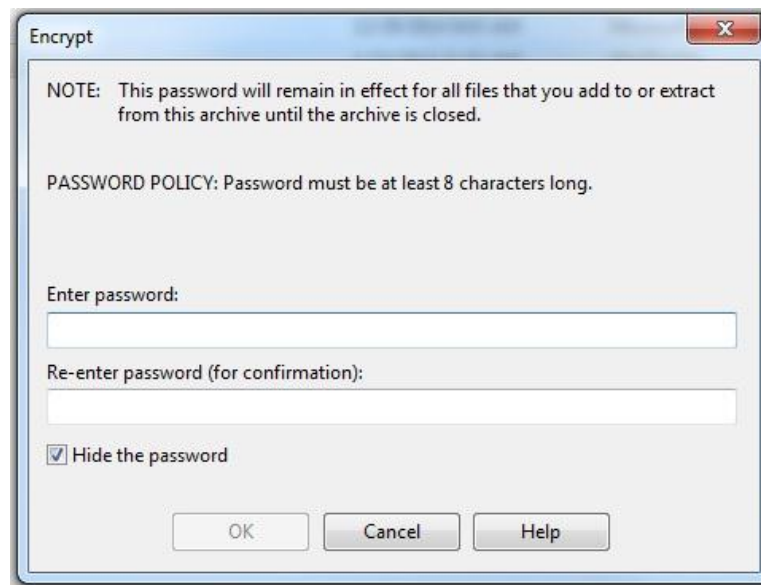 Encrypt
NOTE: This password will remain in effect for all files that you add to or extract
from this archive until the archive is closed.
PASSWORD POLICY: Password must be at least 8 characters long.
Enter password:
Re-enter password (for confirmation):
Hide the password
OK Cancel Help